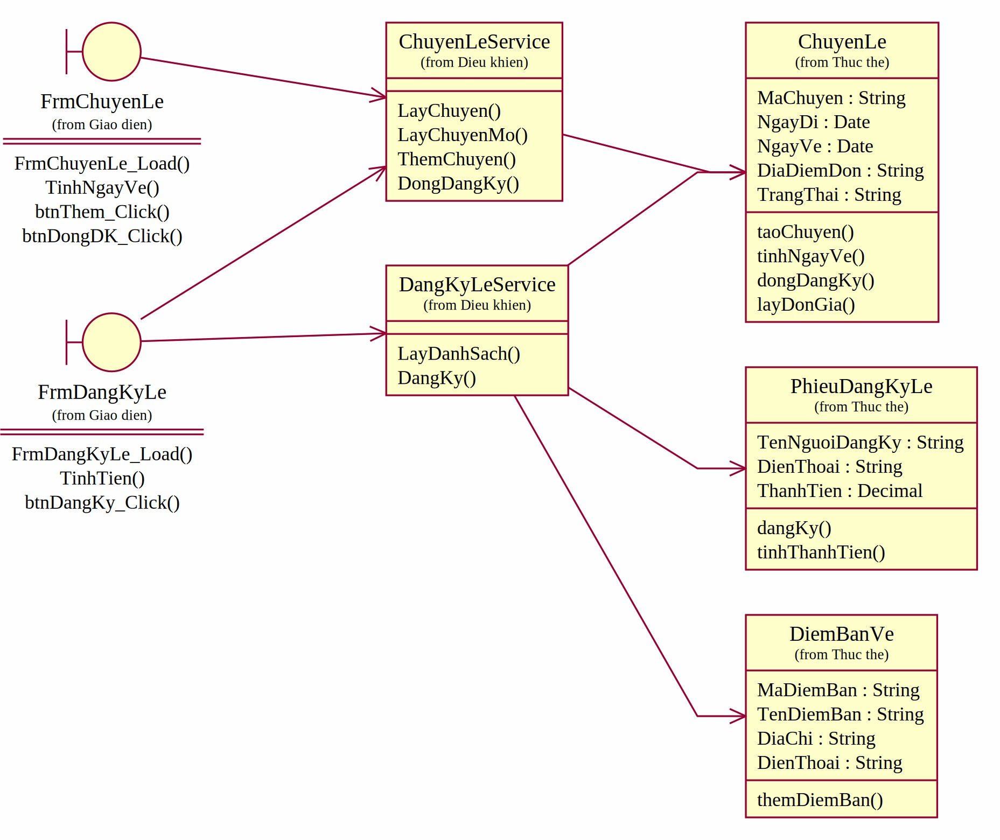 FrmChuyenLe
(from Giao dien)
FrmChuyenLe_Load()
TinhNgayVe()
btnThem_Click()
btnDongDK_Click()
FrmDangKyLe
(from Giao dien)
FrmDangKyLe_Load()
TinhTien()
btnDangKy_Click()
ChuyenLeService
(from Dieu khien)
LayChuyen()
LayChuyenMo()
ThemChuyen()
DongDangKy()
DangKyLeService
(from Dieu khien)
LayDanhSach()
DangKy()
ChuyenLe
(from Thuc the)
MaChuyen : String
NgayDi : Date
NgayVe : Date
DiaDiemDon : String
TrangThai : String
taoChuyen()
tinhNgayVe()
dongDangKy()
layDonGia()
PhieuDangKyLe
(from Thuc the)
TenNguoiDangKy : String
DienThoai : String
ThanhTien : Decimal
dangKy()
tinhThanhTien()
DiemBanVe
(from Thuc the)
MaDiemBan : String
TenDiemBan : String
DiaChi : String
DienThoai : String
themDiemBan()